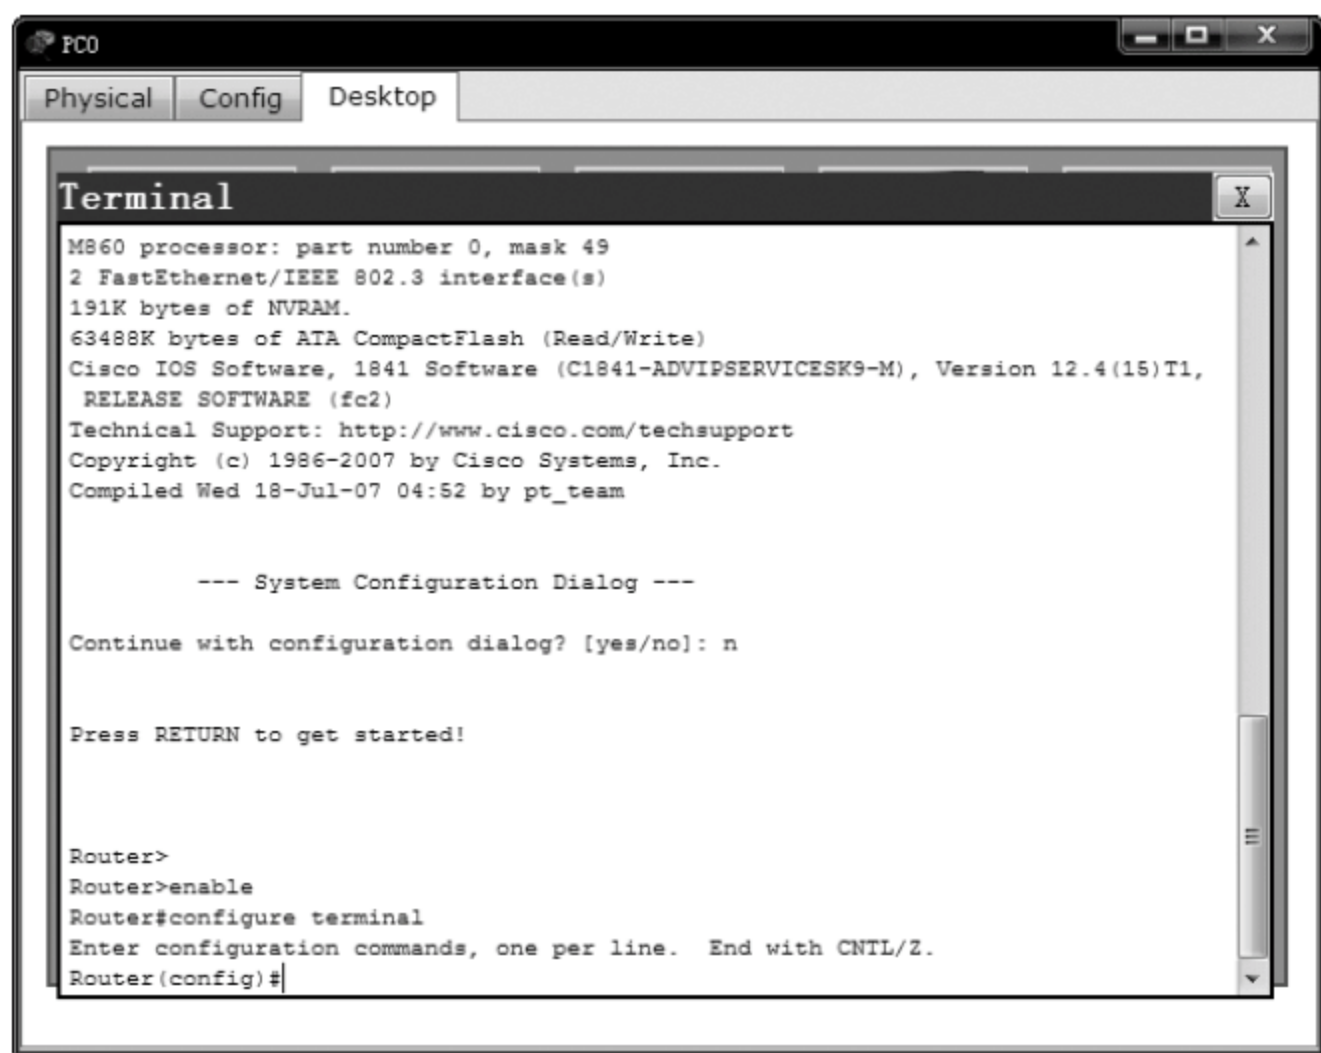 PC0
Physical Config Desktop
Terminal
X
M860 processor: part number 0, mask 49
2 FastEthernet/IEEE 802.3 interface(s)
191K bytes of NVRAM.
63488K bytes of ATA CompactFlash (Read/Write)
Cisco IOS Software, 1841 Software (C1841-ADVIPSERVICESK9-M), Version 12.4(15)T1,
RELEASE SOFTWARE (fc2)
Technical Support: http://www.cisco.com/techsupport
Copyright (c) 1986-2007 by Cisco Systems, Inc.
Compiled Wed 18-Jul-07 04:52 by pt_team
--- System Configuration Dialog ---
Continue with configuration dialog? [yes/no]: n
Press RETURN to get started!
Router>
Router>enable
Router#configure terminal
Enter configuration commands, one per line.  End with CNTL/Z.
Router(config)#